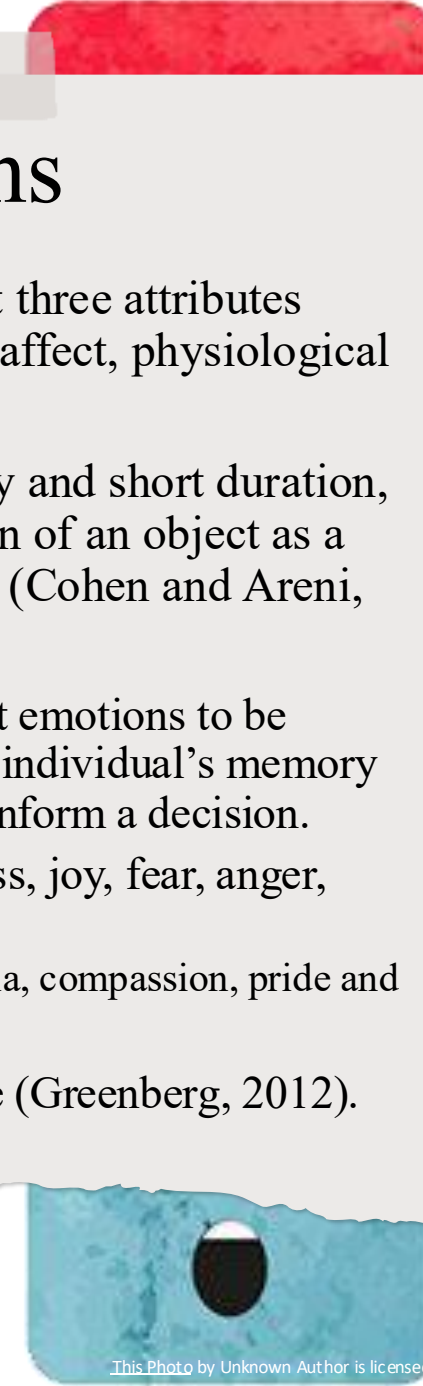 ns
three attributes
affect, physiological
y and short duration,
n of an object as a
(Cohen and Areni,
t emotions to be
individual’s memory
nform a decision.
ss, joy, fear, anger,
a, compassion, pride and
e (Greenberg, 2012).
This Photo by Unknown Author is license